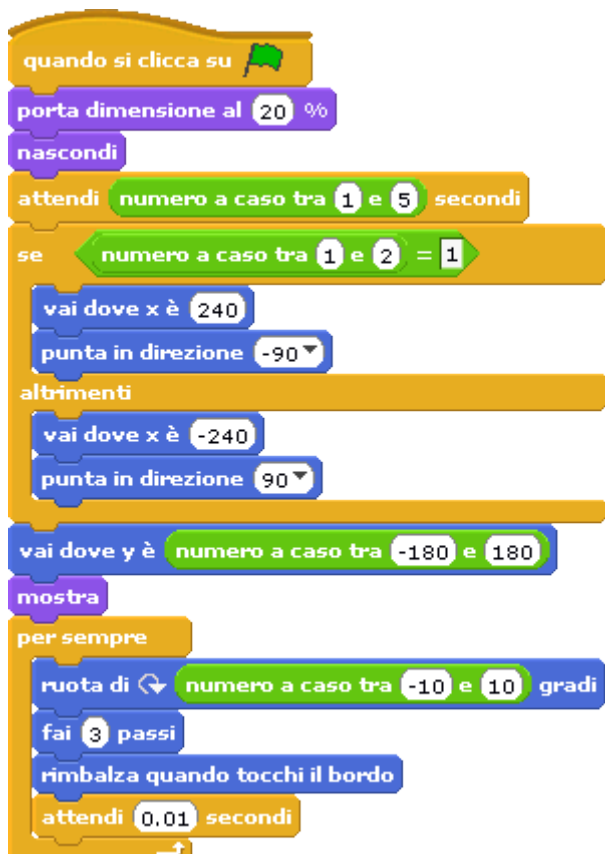 quando si clicca su
porta dimensione al 20 %
nascondi
attendi numero a caso tra 1 e 5 secondi
se numero a caso tra 1 e 2 = 1
vai dove x è 240
punta in direzione -90
altrimenti
vai dove x è -240
punta in direzione 90
vai dove y è numero a caso tra -180 e 180
mostra
per sempre
ruota di numero a caso tra -10 e 10 gradi
fai 3 passi
rimbalza quando tocchi il bordo
attendi 0.01 secondi